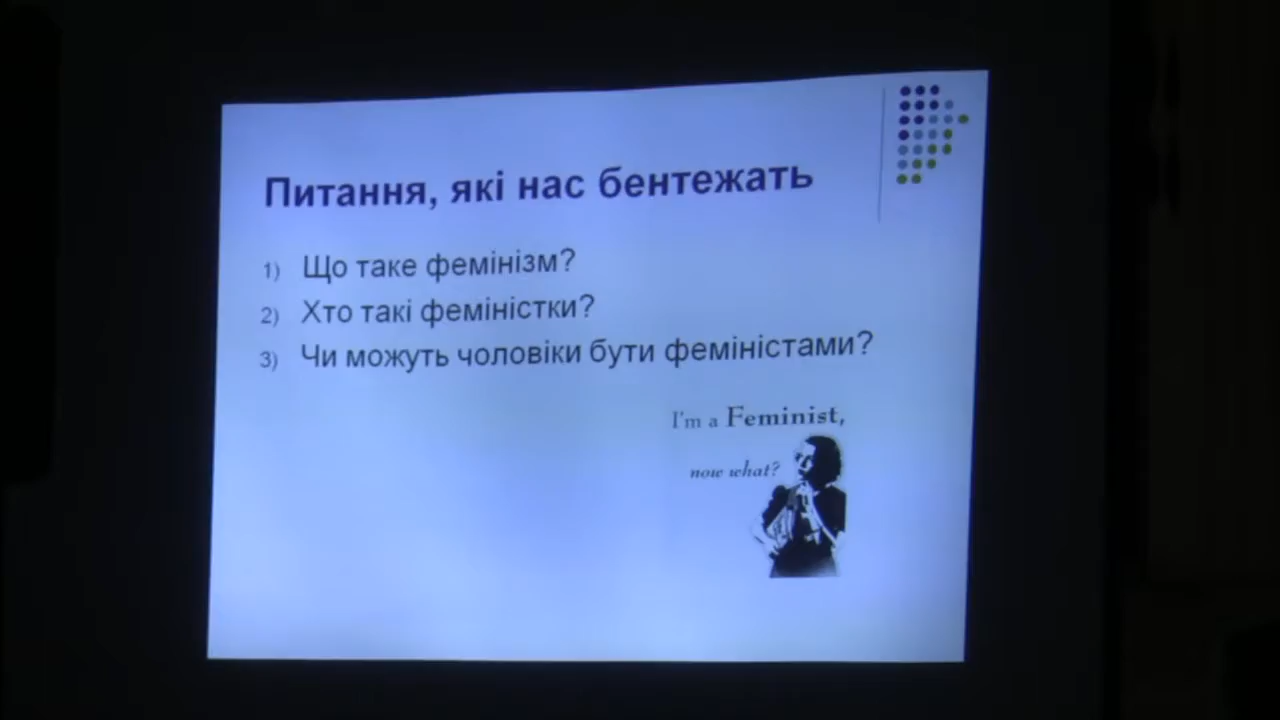 Питання, які нас бентежать
1) Що таке фемінізм?
2) Хто такі феміністки?
3) Чи можуть чоловіки бути феміністами?
I'm a Feminist,
now what?